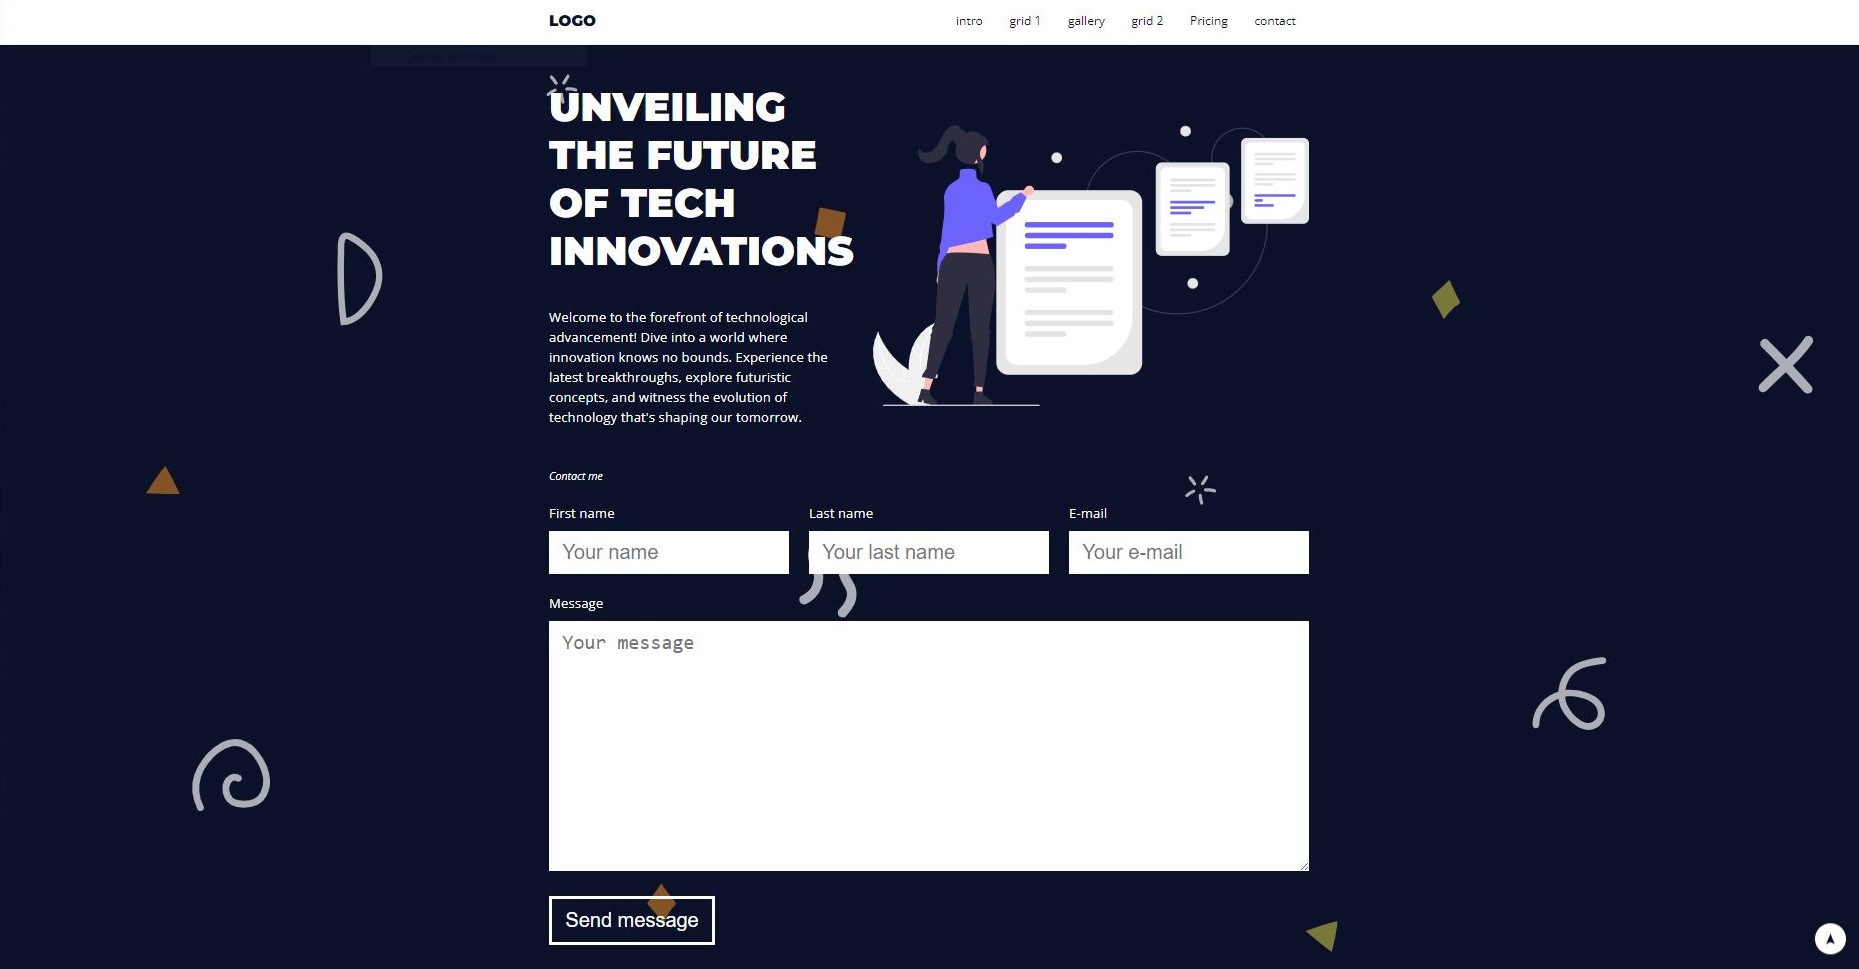 LOGO
intro
grid 1
gallery
grid 2
Pricing
contact
UNVEILING
THE FUTURE
OF TECH
INNOVATIONS
Welcome to the forefront of technological
advancement! Dive into a world where
innovation knows no bounds. Experience the
latest breakthroughs, explore futuristic
concepts, and witness the evolution of
technology that's shaping our tomorrow.
Contact me
First name
Last name
E-mail
Your name
Your last name
Your e-mail
Message
Your message
Send message